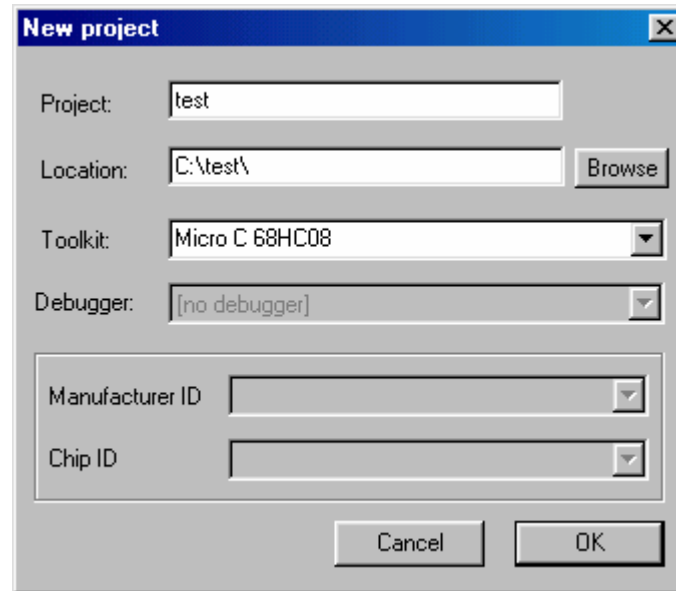 New project
Project: test
Location: C:\test\ Browse
Toolkit: Micro C 68HC08
Debugger: [no debugger]
Manufacturer ID
Chip ID
Cancel OK